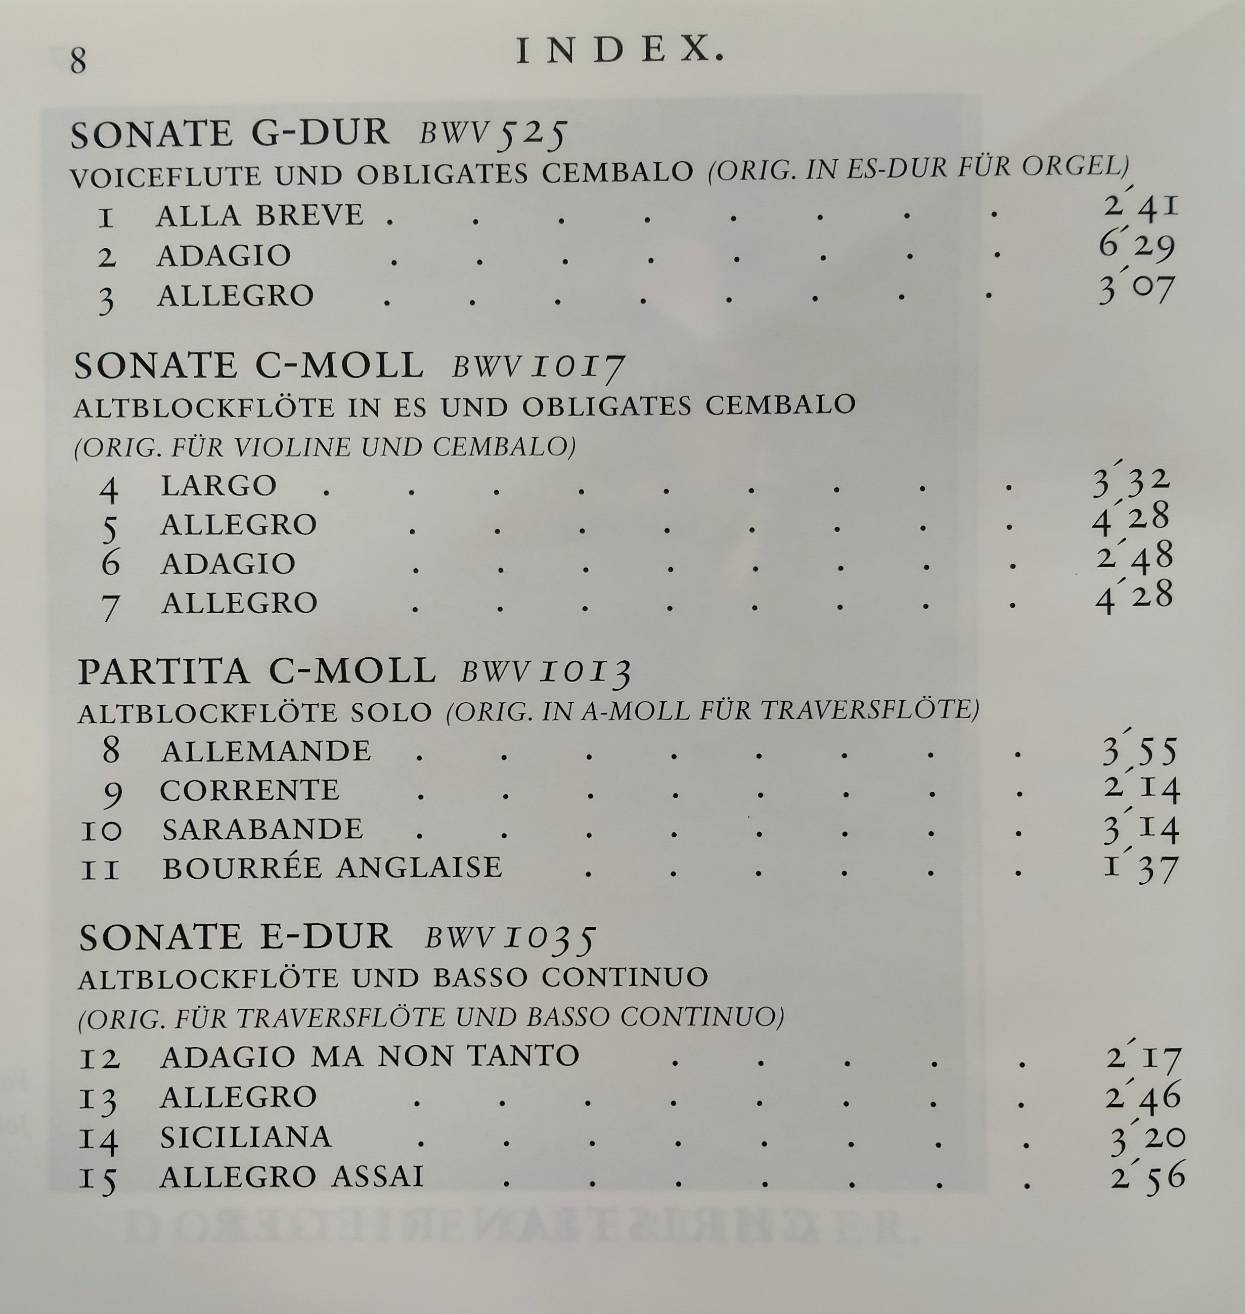 8 INDEX.
SONATE G-DUR BWV 525
VOICEFLUTE UND OBLIGATES CEMBALO (ORIG. IN ES-DUR FÜR ORGEL)
1 ALLA BREVE . . . . . . . . 2´41
2 ADAGIO . . . . . . . . 6´29
3 ALLEGRO . . . . . . . . 3´07
SONATE C-MOLL BWV 1017
ALTBLOCKFLÖTE IN ES UND OBLIGATES CEMBALO
(ORIG. FÜR VIOLINE UND CEMBALO)
4 LARGO . . . . . . . . . 3´32
5 ALLEGRO . . . . . . . . 4´28
6 ADAGIO . . . . . . . . 2´48
7 ALLEGRO . . . . . . . . 4´28
PARTITA C-MOLL BWV 1013
ALTBLOCKFLÖTE SOLO (ORIG. IN A-MOLL FÜR TRAVERSFLÖTE)
8 ALLEMANDE . . . . . . . . 3´55
9 CORRENTE . . . . . . . . 2´14
10 SARABANDE . . . . . . . . 3´14
11 BOURRÉE ANGLAISE . . . . . . 1´37
SONATE E-DUR BWV 1035
ALTBLOCKFLÖTE UND BASSO CONTINUO
(ORIG. FÜR TRAVERSFLÖTE UND BASSO CONTINUO)
12 ADAGIO MA NON TANTO . . . . . 2´17
13 ALLEGRO . . . . . . . . 2´46
14 SICILIANA . . . . . . . . 3´20
15 ALLEGRO ASSAI . . . . . . . 2´56